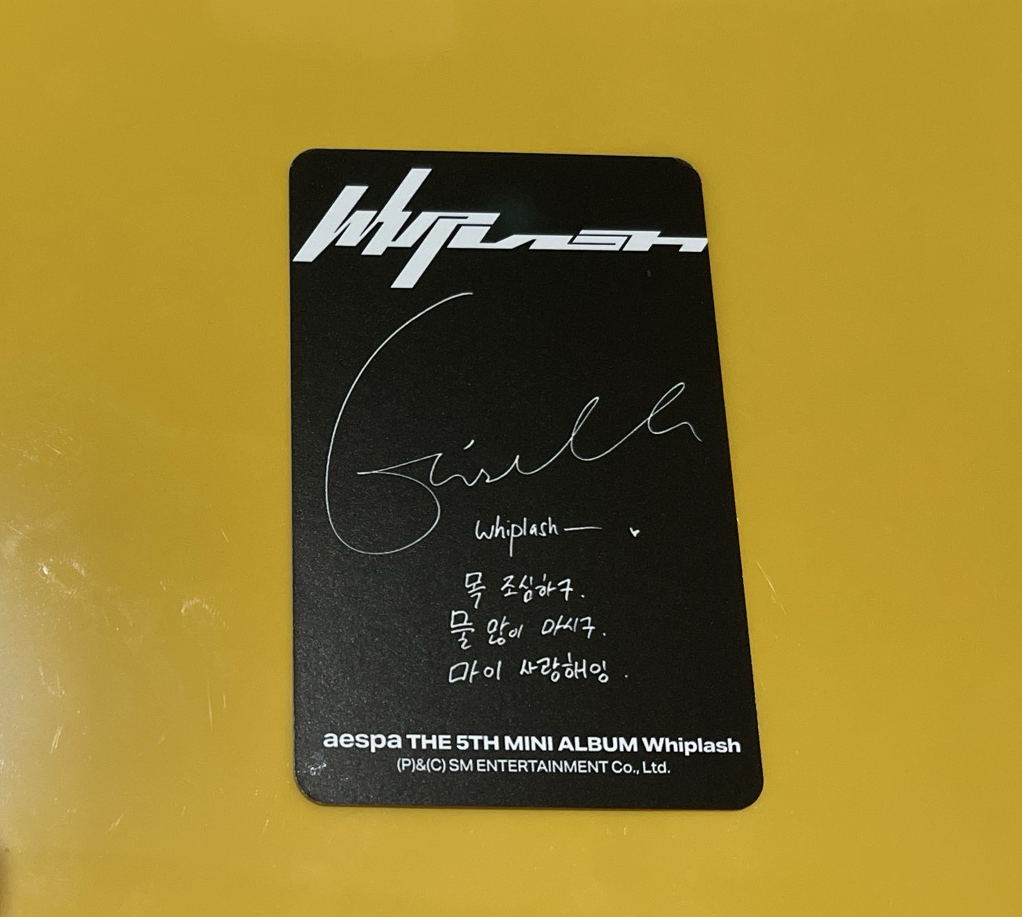 Whiplash
Giselle
Whiplash — ♥
목 조심하구.
물 많이 마시구.
마이 사랑해잉.
aespa THE 5TH MINI ALBUM Whiplash
(P)&(C) SM ENTERTAINMENT Co., Ltd.